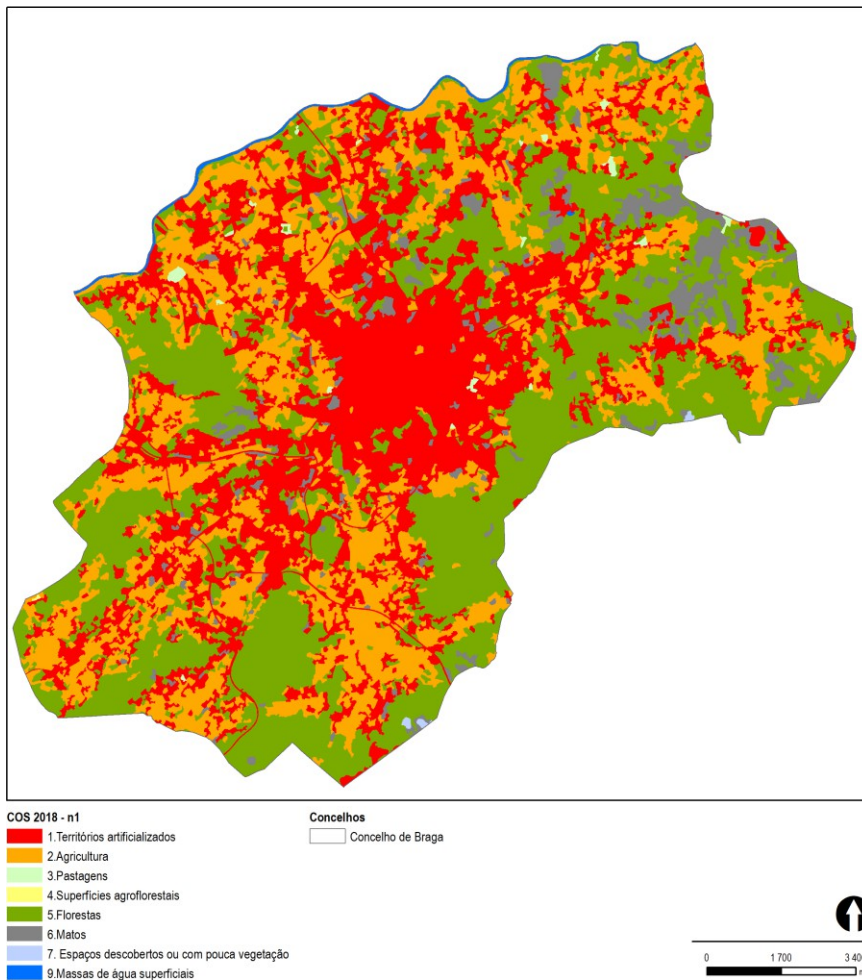 COS 2018 - n1
1.Territórios artificializados
2.Agricultura
3.Pastagens
4.Superfícies agroflorestais
5.Florestas
6.Matos
7. Espaços descobertos ou com pouca vegetação
9.Massas de água superficiais
Concelhos
Concelho de Braga
0 1 700 3 40